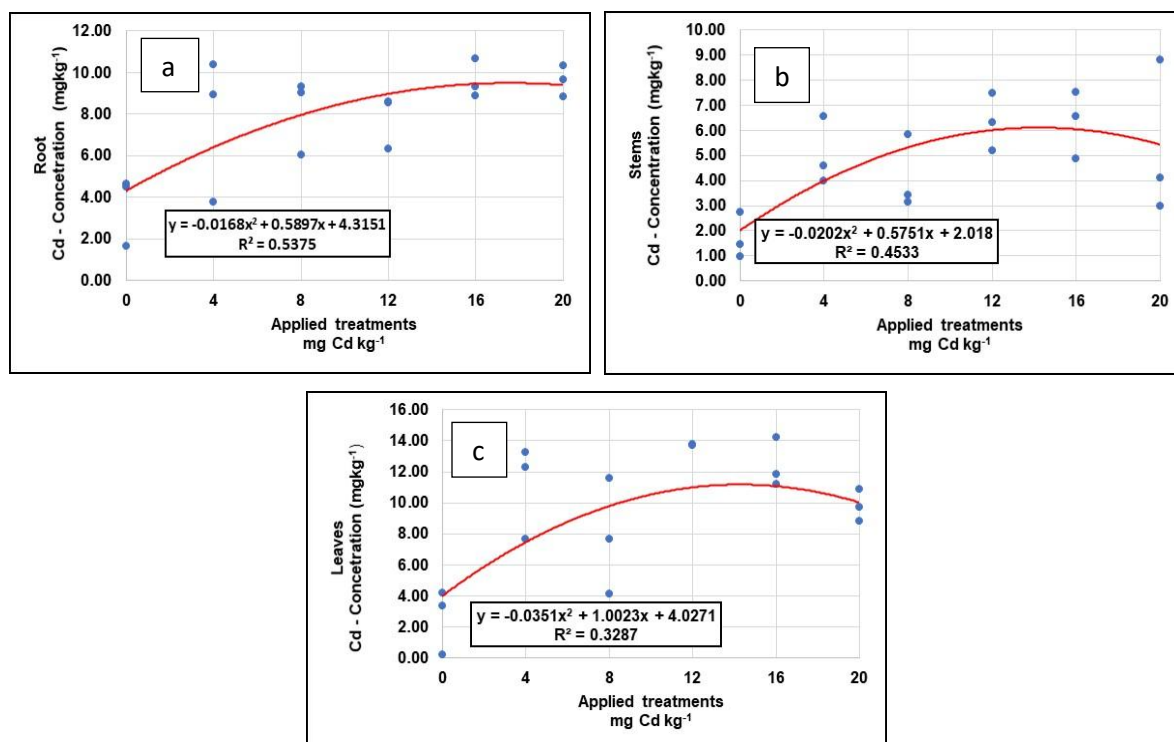 a
Root
Cd - Concetration (mgkg⁻¹)
12.00
10.00
8.00
6.00
4.00
2.00
0.00
y = -0.0168x² + 0.5897x + 4.3151
R² = 0.5375
0 4 8 12 16 20
Applied treatments
mg Cd kg⁻¹
b
Stems
Cd - Concentration (mgkg⁻¹)
10.00
9.00
8.00
7.00
6.00
5.00
4.00
3.00
2.00
1.00
0.00
y = -0.0202x² + 0.5751x + 2.018
R² = 0.4533
0 4 8 12 16 20
Applied treatments
mg Cd kg⁻¹
c
Leaves
Cd - Concetration (mgkg⁻¹)
16.00
14.00
12.00
10.00
8.00
6.00
4.00
2.00
0.00
y = -0.0351x² + 1.0023x + 4.0271
R² = 0.3287
0 4 8 12 16 20
Applied treatments
mg Cd kg⁻¹